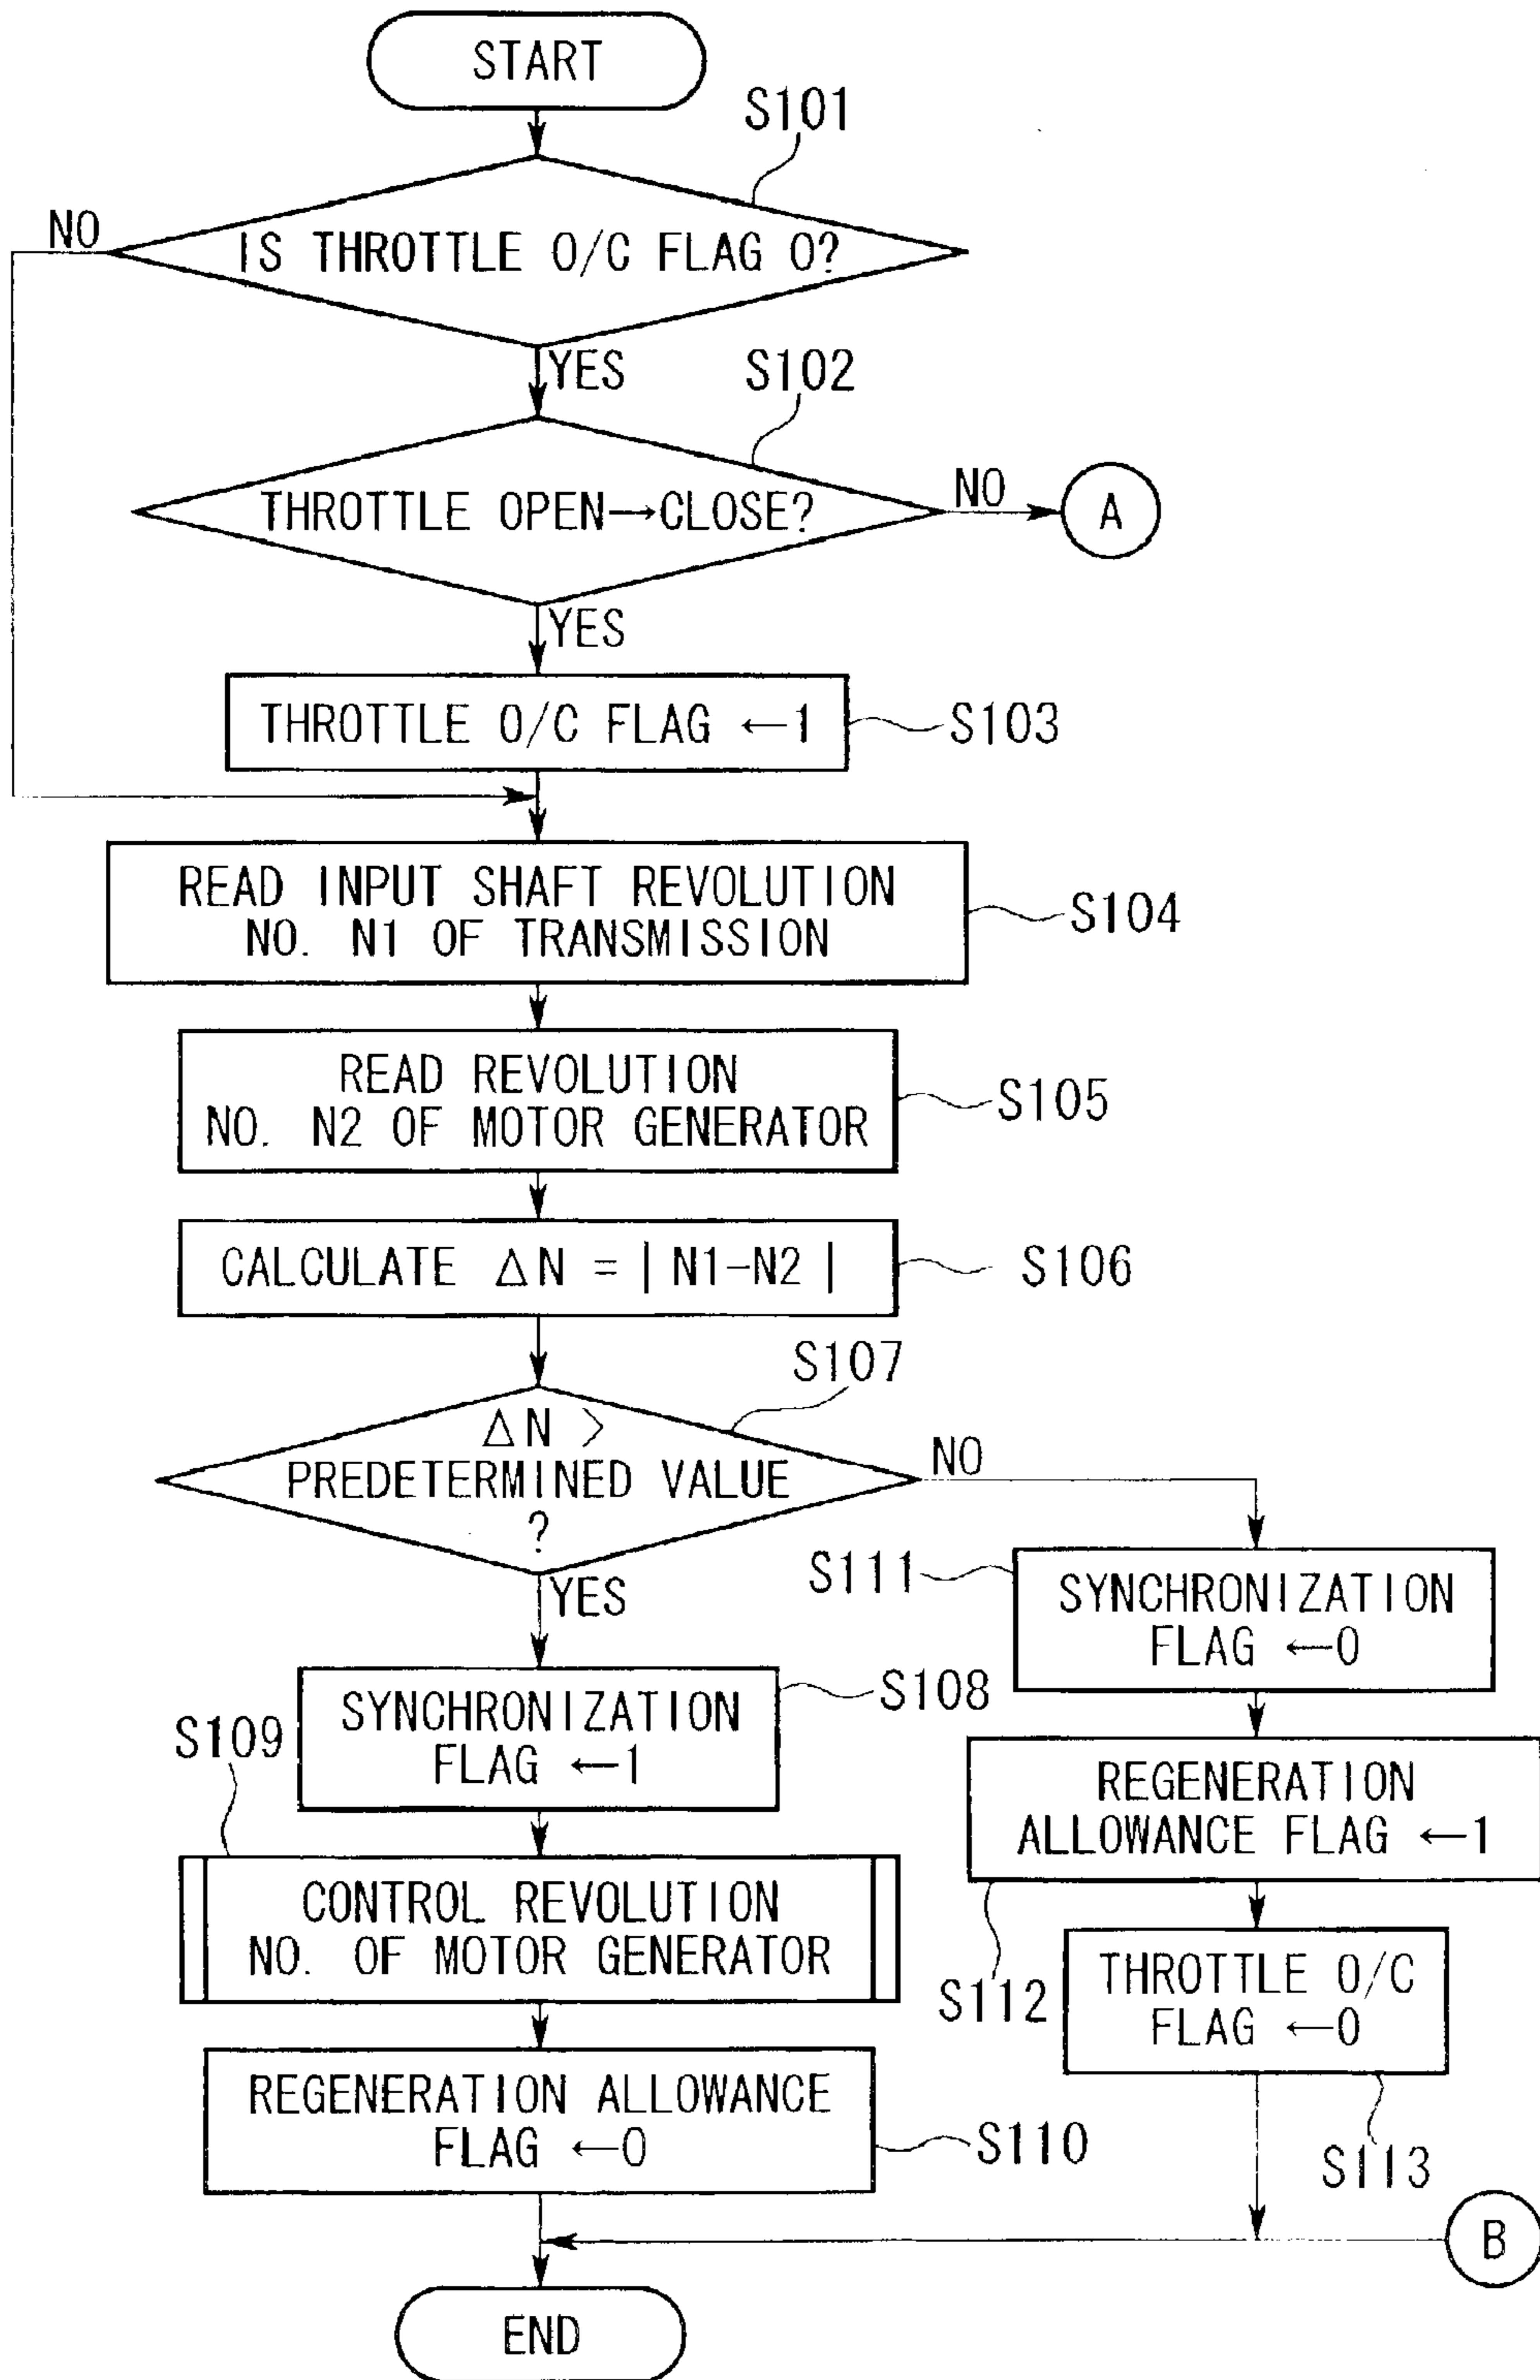 START
S101
NO
IS THROTTLE O/C FLAG 0?
YES
S102
THROTTLE OPEN→CLOSE?
NO
A
YES
THROTTLE O/C FLAG ←1
S103
READ INPUT SHAFT REVOLUTION
NO. N1 OF TRANSMISSION
S104
READ REVOLUTION
NO. N2 OF MOTOR GENERATOR
S105
CALCULATE △N = | N1-N2 |
S106
S107
△N >
PREDETERMINED VALUE
?
NO
YES
S111
SYNCHRONIZATION
FLAG ←0
SYNCHRONIZATION
FLAG ←1
S108
S109
REGENERATION
ALLOWANCE FLAG ←1
S112
CONTROL REVOLUTION
NO. OF MOTOR GENERATOR
THROTTLE O/C
FLAG ←0
S113
REGENERATION ALLOWANCE
FLAG ←0
S110
B
END